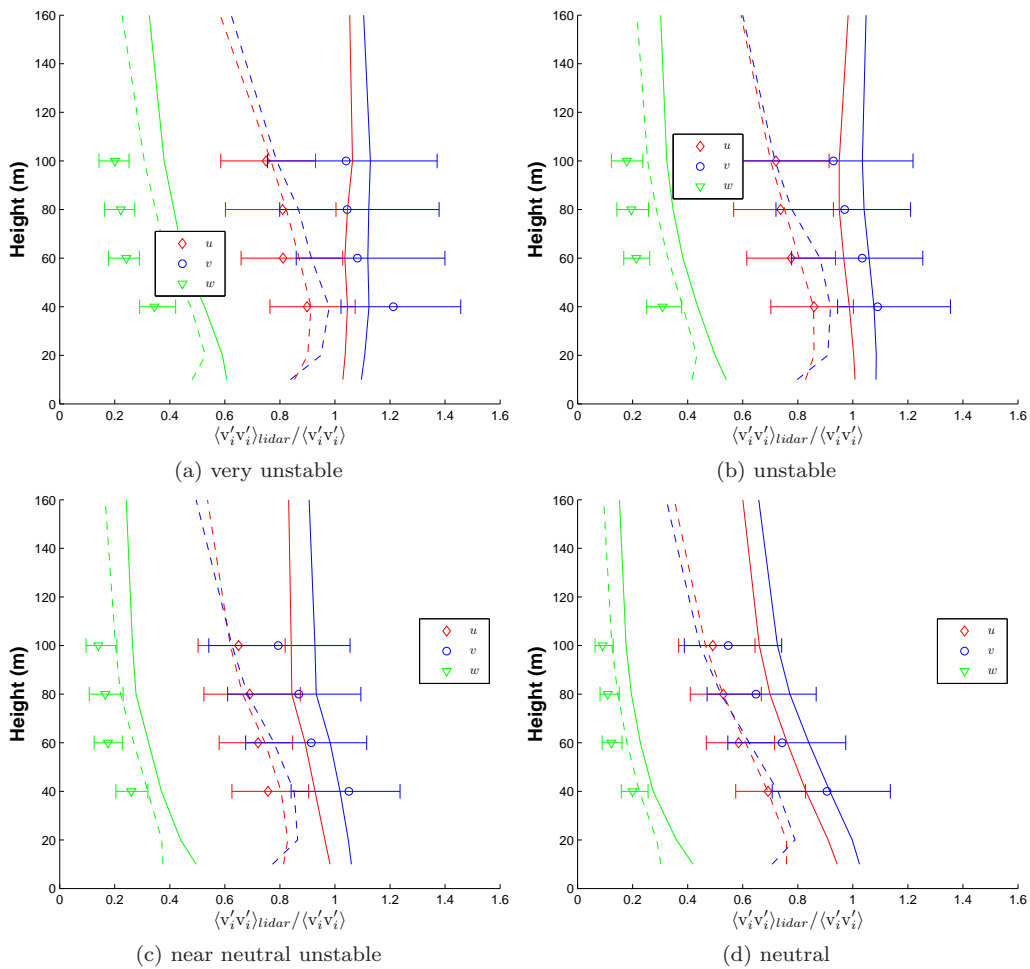 160
140
120
100
80
60
40
20
0
Height (m)
u
v
w
0 0.2 0.4 0.6 0.8 1 1.2 1.4 1.6
⟨v′ᵢv′ᵢ⟩lidar/⟨v′ᵢv′ᵢ⟩
(a) very unstable
160
140
120
100
80
60
40
20
0
Height (m)
u
v
w
0 0.2 0.4 0.6 0.8 1 1.2 1.4 1.6
⟨v′ᵢv′ᵢ⟩lidar/⟨v′ᵢv′ᵢ⟩
(b) unstable
160
140
120
100
80
60
40
20
0
Height (m)
u
v
w
0 0.2 0.4 0.6 0.8 1 1.2 1.4 1.6
⟨v′ᵢv′ᵢ⟩lidar/⟨v′ᵢv′ᵢ⟩
(c) near neutral unstable
160
140
120
100
80
60
40
20
0
Height (m)
u
v
w
0 0.2 0.4 0.6 0.8 1 1.2 1.4 1.6
⟨v′ᵢv′ᵢ⟩lidar/⟨v′ᵢv′ᵢ⟩
(d) neutral